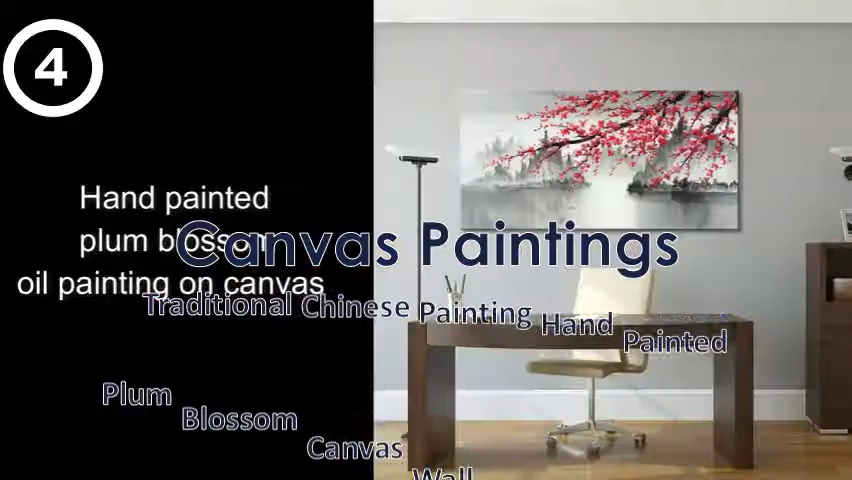 4
Hand painted
plum blossom
oil painting on canvas
Canvas Paintings
Traditional Chinese Painting Hand Painted
Plum Blossom Canvas Wall